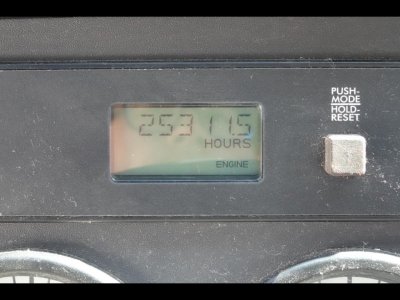 25311.5
HOURS
ENGINE
PUSH-
MODE
HOLD-
RESET